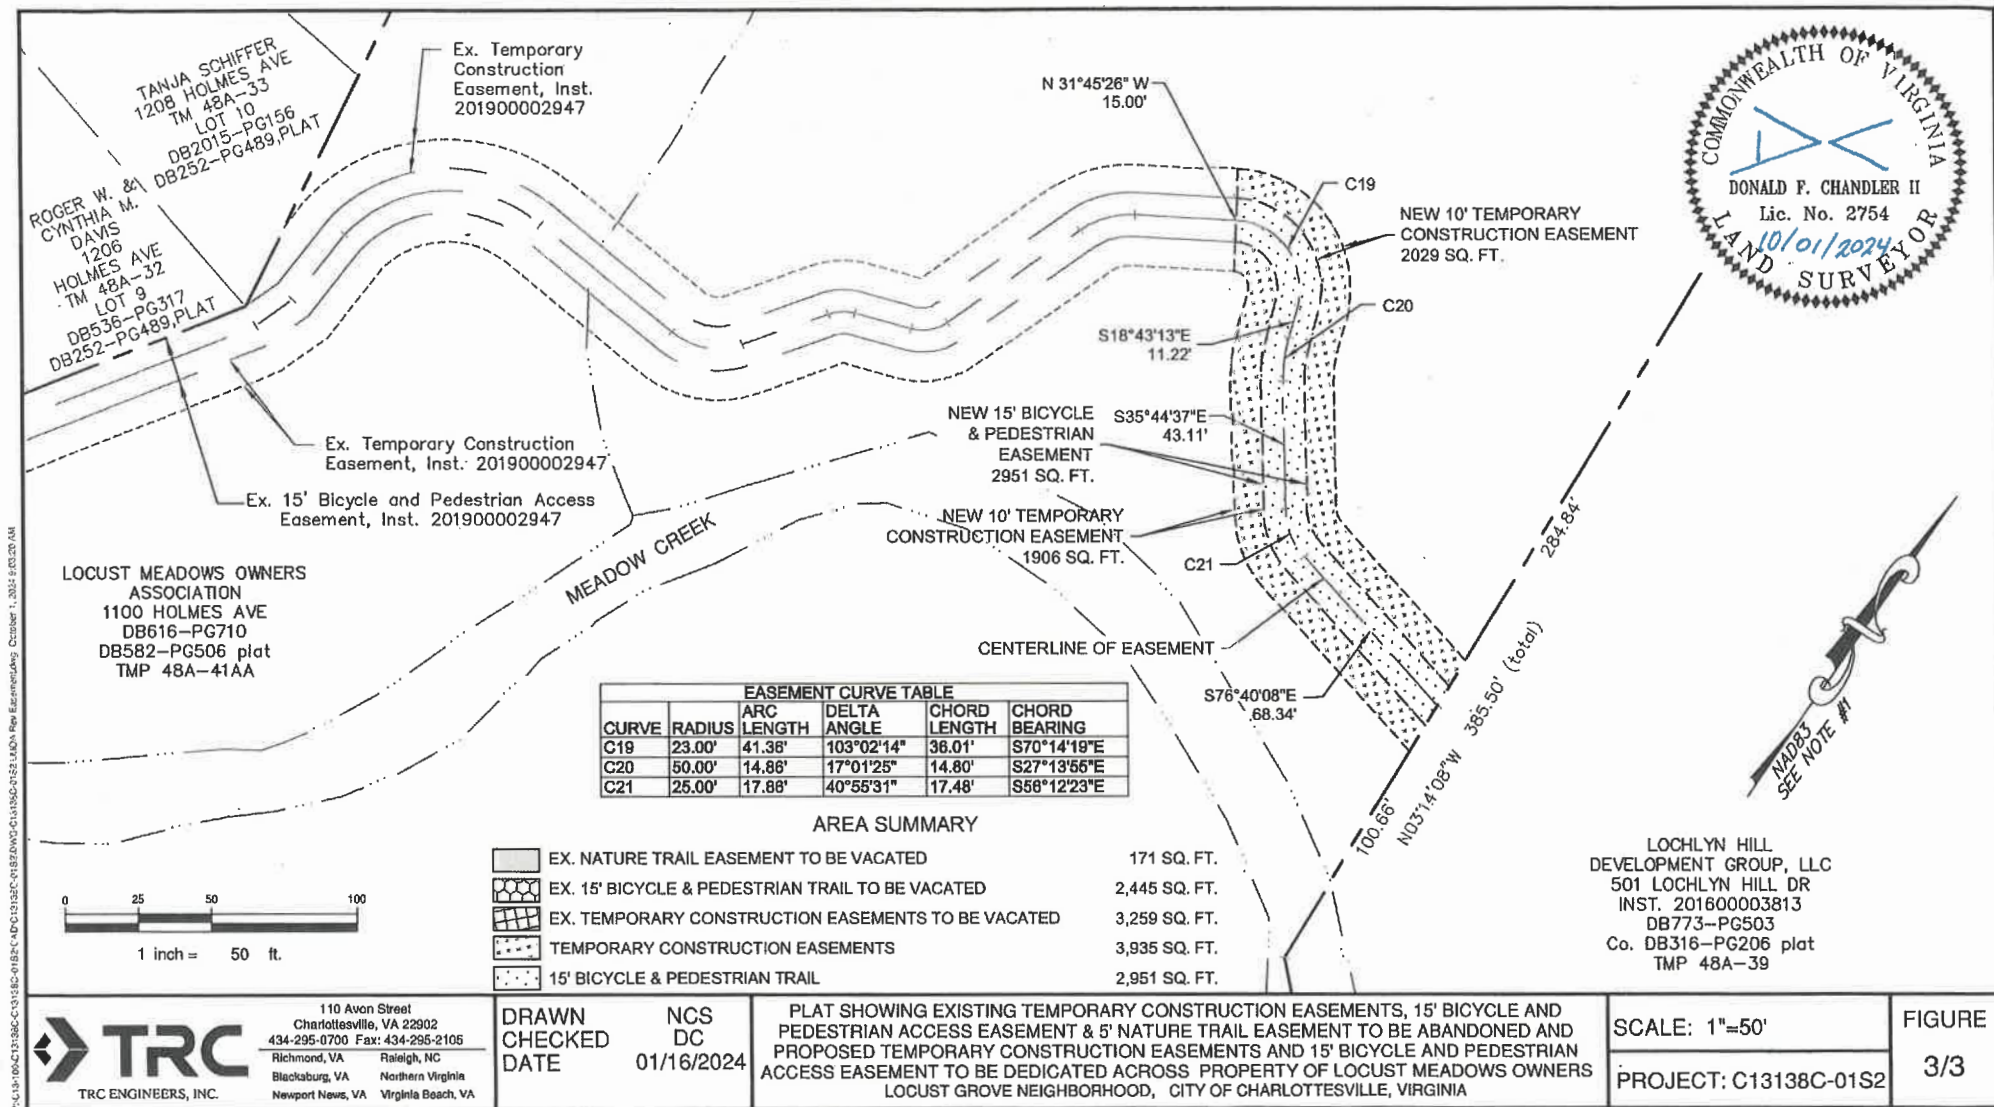 TANJA SCHIFFER
1208 HOLMES AVE
TM 48A-33
LOT 10
DB2015-PG156
DB252-PG489,PLAT
ROGER W. &
CYNTHIA M.
DAVIS
1206
HOLMES AVE
TM 48A-32
LOT 9
DB536-PG317
DB252-PG489,PLAT
Ex. Temporary
Construction
Easement, Inst.
201900002947
Ex. Temporary Construction
Easement, Inst. 201900002947
Ex. 15' Bicycle and Pedestrian Access
Easement, Inst. 201900002947
LOCUST MEADOWS OWNERS
ASSOCIATION
1100 HOLMES AVE
DB616-PG710
DB582-PG506 plat
TMP 48A-41AA
MEADOW CREEK
N 31°45'26" W
15.00'
C19
NEW 10' TEMPORARY
CONSTRUCTION EASEMENT
2029 SQ. FT.
C20
S18°43'13"E
11.22'
NEW 15' BICYCLE
& PEDESTRIAN
EASEMENT
2951 SQ. FT.
S35°44'37"E
43.11'
NEW 10' TEMPORARY
CONSTRUCTION EASEMENT
1906 SQ. FT.
C21
CENTERLINE OF EASEMENT
S76°40'08"E
68.34'
284.84'
N03°14'08"W 385.50' (total)
100.66'
COMMONWEALTH OF VIRGINIA
DONALD F. CHANDLER II
Lic. No. 2754
10/01/2024
LAND SURVEYOR
NAD83
SEE NOTE #1
LOCHLYN HILL
DEVELOPMENT GROUP, LLC
501 LOCHLYN HILL DR
INST. 201600003813
DB773-PG503
Co. DB316-PG206 plat
TMP 48A-39
EASEMENT CURVE TABLE
CURVE RADIUS ARC LENGTH DELTA ANGLE CHORD LENGTH CHORD BEARING
C19 23.00' 41.36' 103°02'14" 36.01' S70°14'19"E
C20 50.00' 14.86' 17°01'25" 14.80' S27°13'55"E
C21 25.00' 17.86' 40°55'31" 17.48' S56°12'23"E
AREA SUMMARY
EX. NATURE TRAIL EASEMENT TO BE VACATED 171 SQ. FT.
EX. 15' BICYCLE & PEDESTRIAN TRAIL TO BE VACATED 2,445 SQ. FT.
EX. TEMPORARY CONSTRUCTION EASEMENTS TO BE VACATED 3,259 SQ. FT.
TEMPORARY CONSTRUCTION EASEMENTS 3,935 SQ. FT.
15' BICYCLE & PEDESTRIAN TRAIL 2,951 SQ. FT.
0 25 50 100
1 inch = 50 ft.
TRC
TRC ENGINEERS, INC.
110 Avon Street
Charlottesville, VA 22902
434-295-0700 Fax: 434-295-2105
Richmond, VA Raleigh, NC
Blacksburg, VA Northern Virginia
Newport News, VA Virginia Beach, VA
DRAWN NCS
CHECKED DC
DATE 01/16/2024
PLAT SHOWING EXISTING TEMPORARY CONSTRUCTION EASEMENTS, 15' BICYCLE AND
PEDESTRIAN ACCESS EASEMENT & 5' NATURE TRAIL EASEMENT TO BE ABANDONED AND
PROPOSED TEMPORARY CONSTRUCTION EASEMENTS AND 15' BICYCLE AND PEDESTRIAN
ACCESS EASEMENT TO BE DEDICATED ACROSS PROPERTY OF LOCUST MEADOWS OWNERS
LOCUST GROVE NEIGHBORHOOD, CITY OF CHARLOTTESVILLE, VIRGINIA
SCALE: 1"=50'
PROJECT: C13138C-01S2
FIGURE
3/3
October 1, 2024 9:03:20 AM